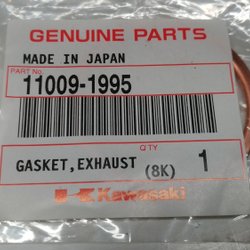 GENUINE PARTS
MADE IN JAPAN
PART No.
11009-1995
QTY
GASKET,EXHAUST (8K) 1
Kawasaki